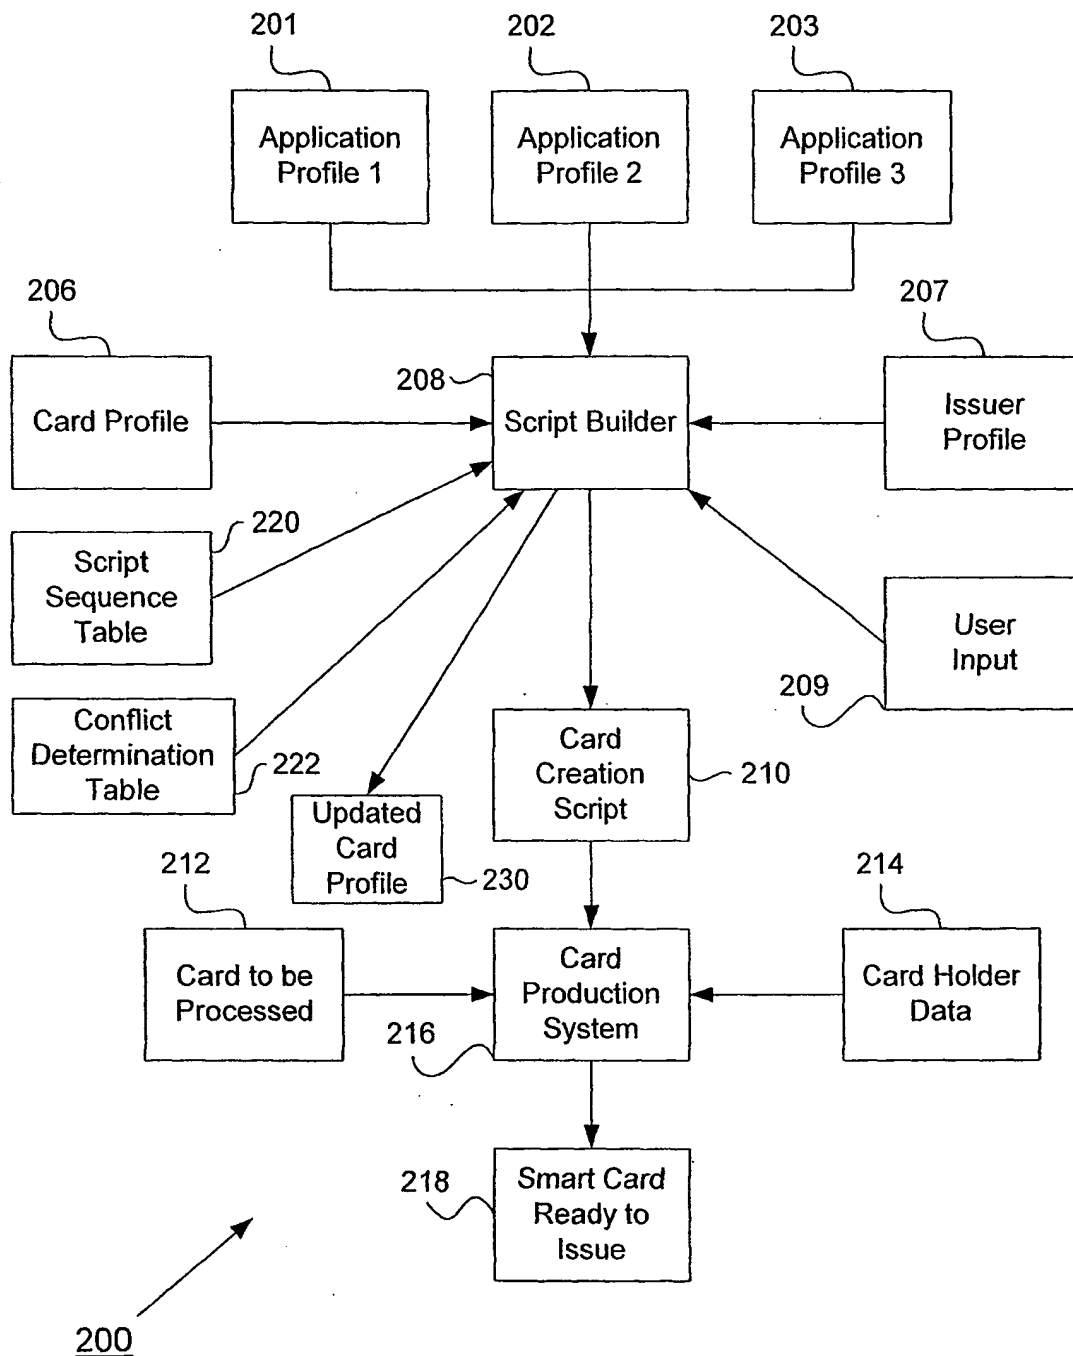 201
202
203
Application
Profile 1
Application
Profile 2
Application
Profile 3
206
207
Card Profile
208
Script Builder
Issuer
Profile
220
Script
Sequence
Table
User
Input
209
Conflict
Determination
Table
222
Card
Creation
Script
210
Updated
Card
Profile
230
212
214
Card to be
Processed
Card
Production
System
216
Card Holder
Data
218
Smart Card
Ready to
Issue
200